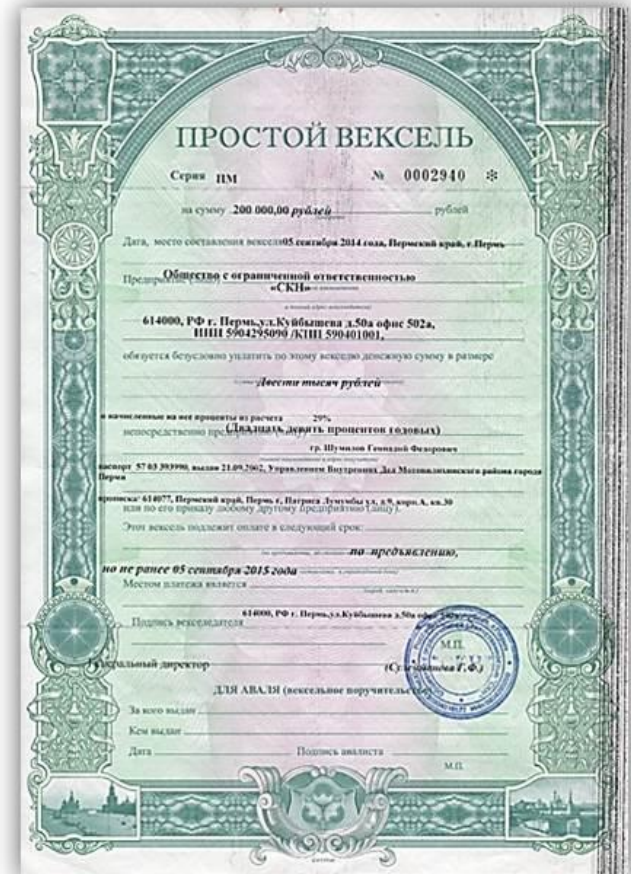 ПРОСТОЙ ВЕКСЕЛЬ
Серия ПМ № 0002940 *
на сумму 200 000,00 рублей рублей
Дата, место составления векселя 05 сентября 2014 года, Пермский край, г.Пермь
Предприятие
Общество с ограниченной ответственностью
«СКН»
614000, РФ г. Пермь,ул.Куйбышева д.50а офис 502а,
ИНН 5904295090 /КПП 590401001,
обязуется безусловно уплатить по этому векселю денежную сумму в размере
Двести тысяч рублей
и начисленные на нее проценты из расчета 29%
непосредственно
(Двадцать девять процентов годовых)
гр. Шумилов Геннадий Федорович
паспорт 57 03 393990, выдан 21.09.2002, Управлением Внутренних Дел Мотовилихинского района города
Перми
прописка: 614077, Пермский край, Пермь г, Патриса Лумумбы ул, д.9, корп.А, кв.30
или по его приказу любому другому предприятию (лицу).
Этот вексель подлежит оплате в следующий срок:
по предъявлению,
но не ранее 05 сентября 2015 года
Местом платежа является
614000, РФ г. Пермь,ул.Куйбышева д.50а
Подпись векселедателя
М.П.
Генеральный директор
ДЛЯ АВАЛЯ (вексельное поручительство)
За кого выдан
Кем выдан
Дата Подпись авалиста
М.П.